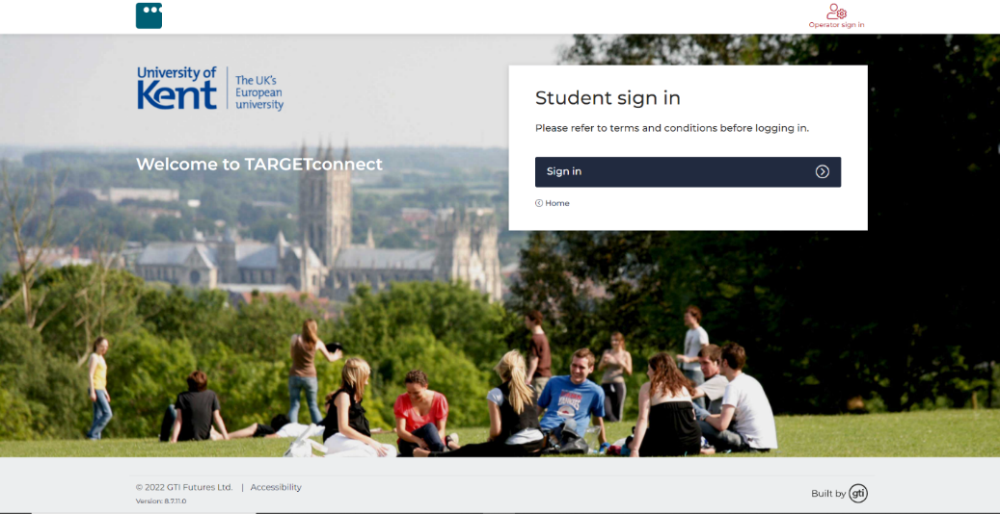 Operator sign in
University of
Kent
The UK's
European
university
Welcome to TARGETconnect
Student sign in
Please refer to terms and conditions before logging in.
Sign in
Home
© 2022 GTI Futures Ltd. | Accessibility
Version: 8.7.11.0
Built by gti